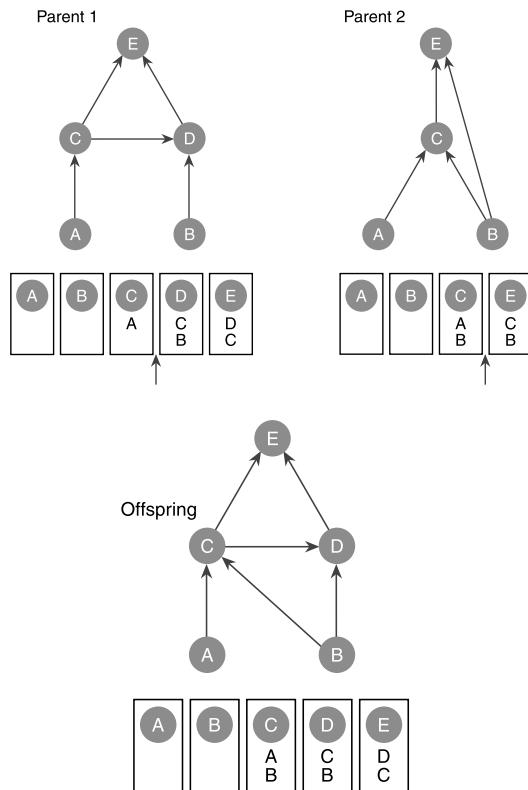 Parent 1
E
C D
A B
A B C D E
A C D
B C
Parent 2
E
C
A B
A B C E
A C
B B
Offspring
E
C D
A B
A B C D E
A C D
B B C